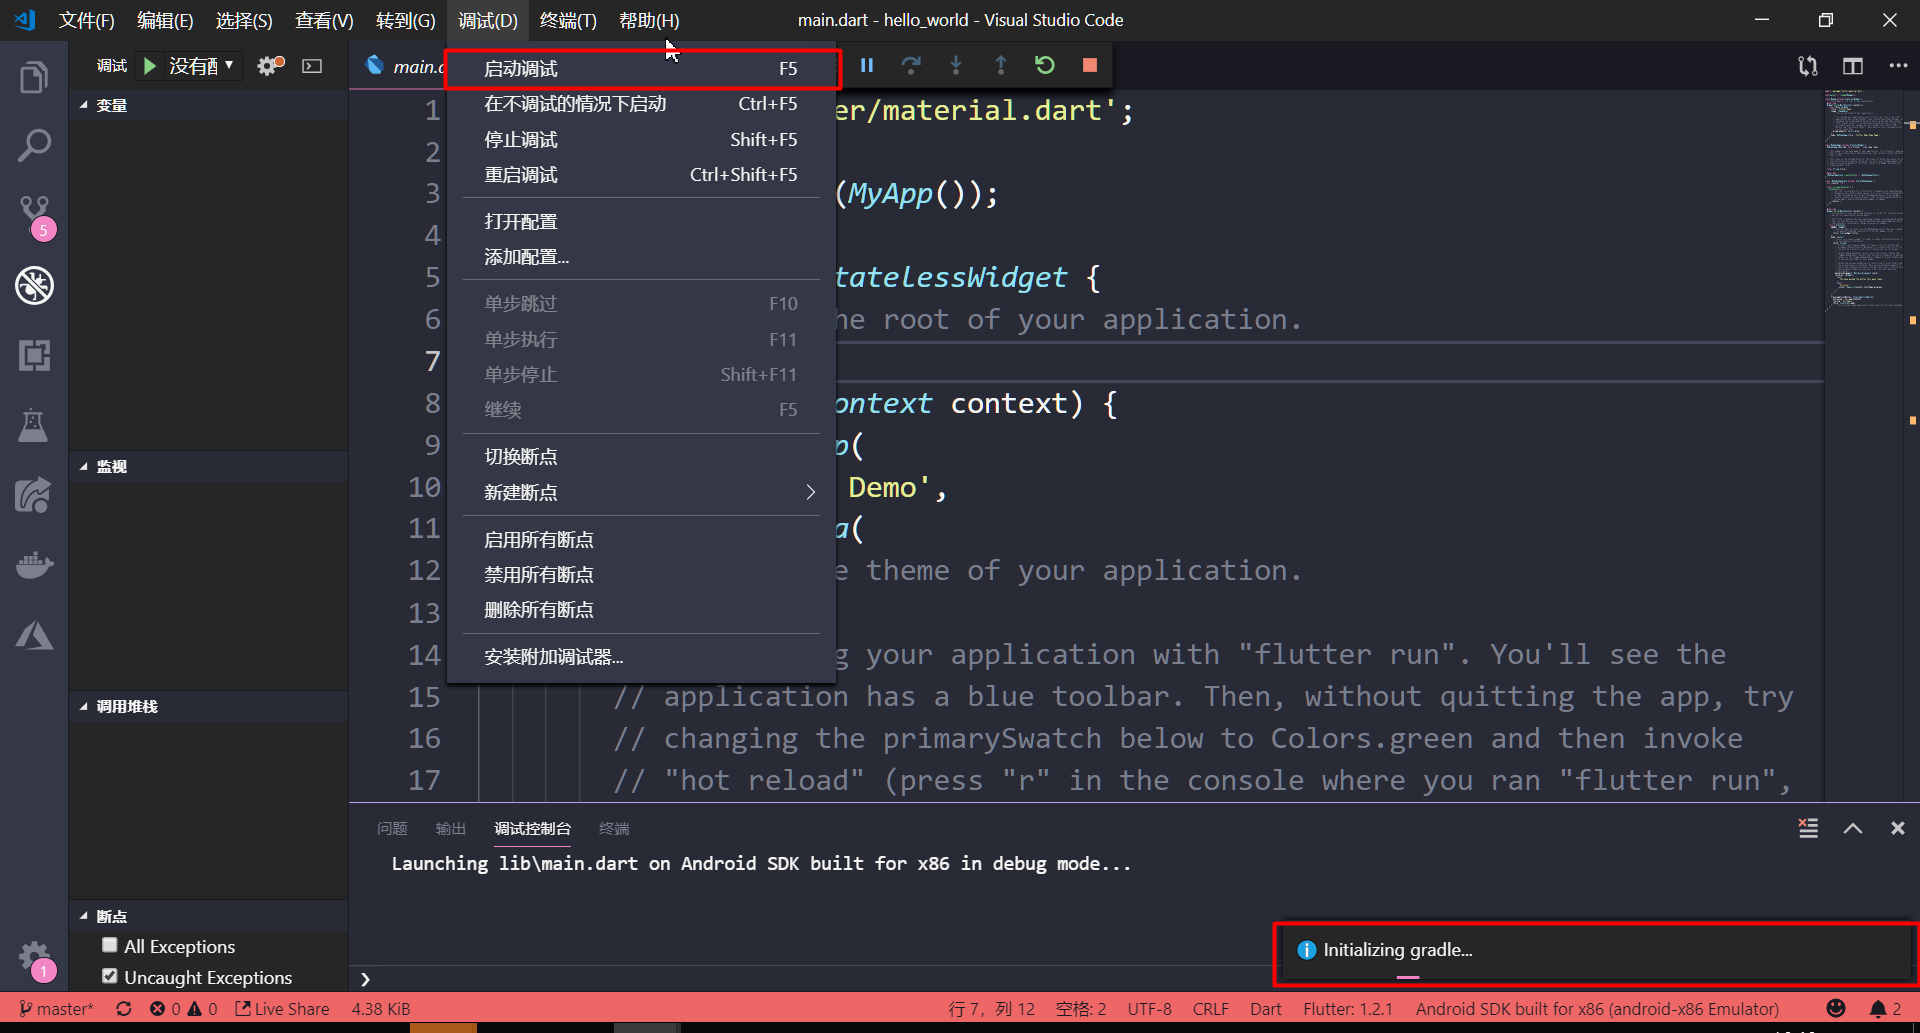 文件(F) 编辑(E) 选择(S) 查看(V) 转到(G) 调试(D) 终端(T) 帮助(H) main.dart - hello_world - Visual Studio Code
调试 没有配
main.d
变量
监视
调用堆栈
断点
All Exceptions
Uncaught Exceptions
5
1
启动调试 F5
在不调试的情况下启动 Ctrl+F5
停止调试 Shift+F5
重启调试 Ctrl+Shift+F5
打开配置
添加配置...
单步跳过 F10
单步执行 F11
单步停止 Shift+F11
继续 F5
切换断点
新建断点
启用所有断点
禁用所有断点
删除所有断点
安装附加调试器...
1 er/material.dart';
2
3 (MyApp());
4
5 tatelessWidget {
6 he root of your application.
7
8 ontext context) {
9 p(
10 Demo',
11 a(
12 e theme of your application.
13
14 g your application with "flutter run". You'll see the
15 // application has a blue toolbar. Then, without quitting the app, try
16 // changing the primarySwatch below to Colors.green and then invoke
17 // "hot reload" (press "r" in the console where you ran "flutter run",
问题 输出 调试控制台 终端
Launching lib\main.dart on Android SDK built for x86 in debug mode...
Initializing gradle...
master* 0 0 Live Share 4.38 KiB 行 7，列 12 空格: 2 UTF-8 CRLF Dart Flutter: 1.2.1 Android SDK built for x86 (android-x86 Emulator) 2